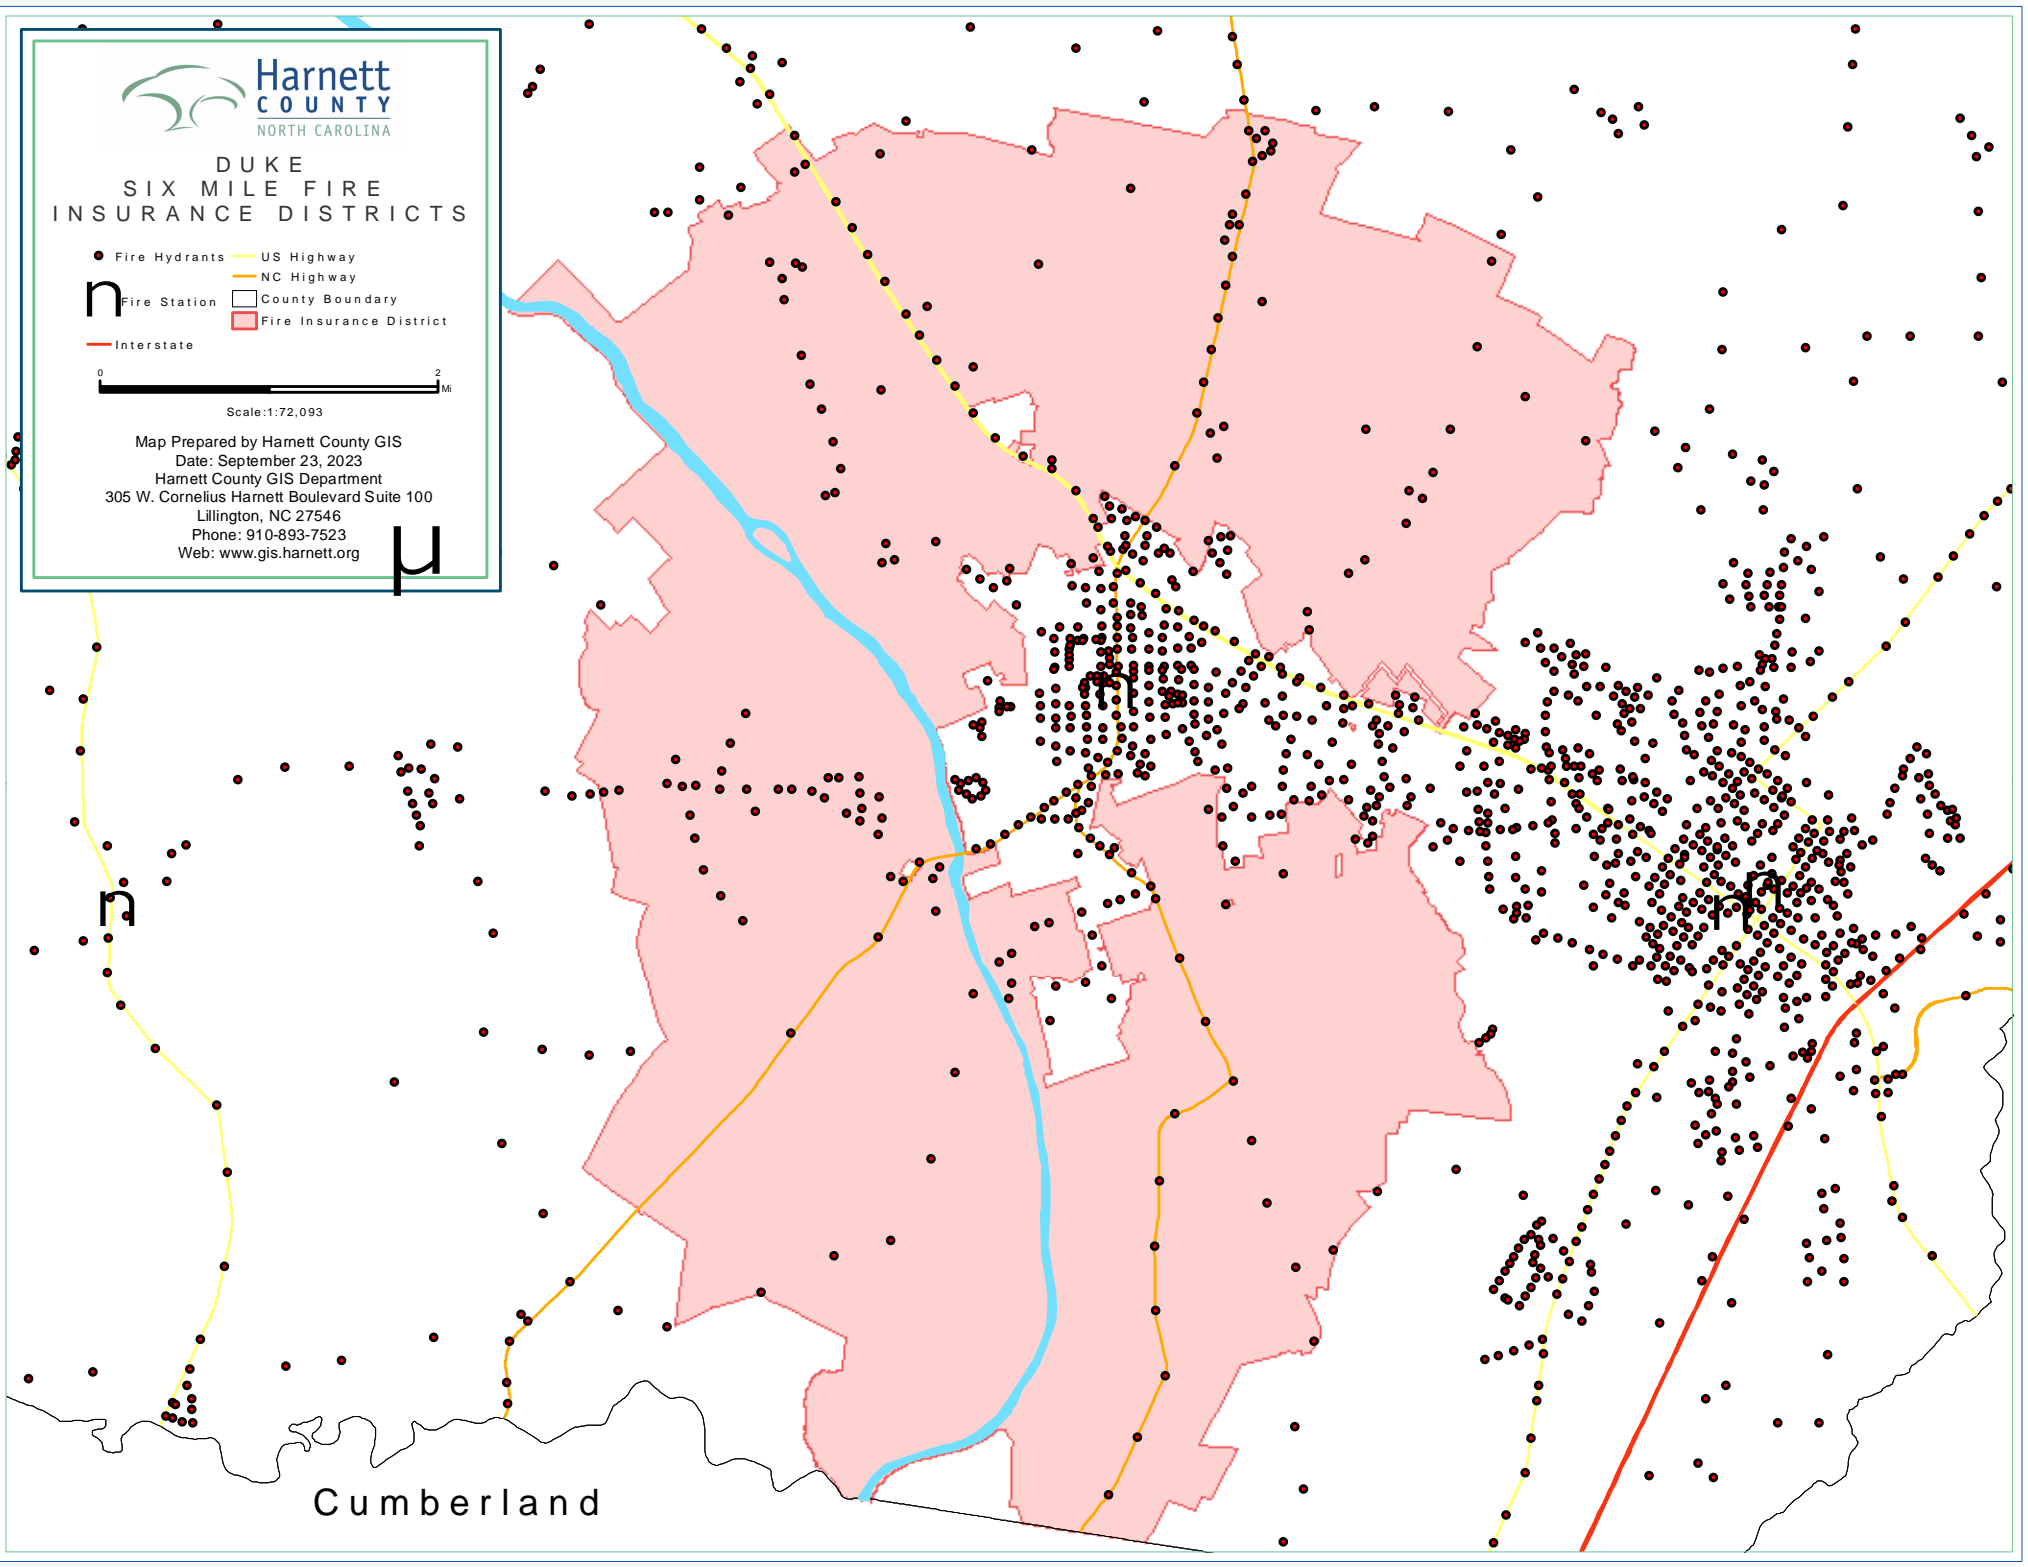 Harnett
COUNTY
NORTH CAROLINA
DUKE
SIX MILE FIRE
INSURANCE DISTRICTS
Fire Hydrants
US Highway
NC Highway
n Fire Station
County Boundary
Fire Insurance District
Interstate
0 2
Mi
Scale:1:72,093
Map Prepared by Harnett County GIS
Date: September 23, 2023
Harnett County GIS Department
305 W. Cornelius Harnett Boulevard Suite 100
Lillington, NC 27546
Phone: 910-893-7523
Web: www.gis.harnett.org
µ
n
n
n
n
Cumberland